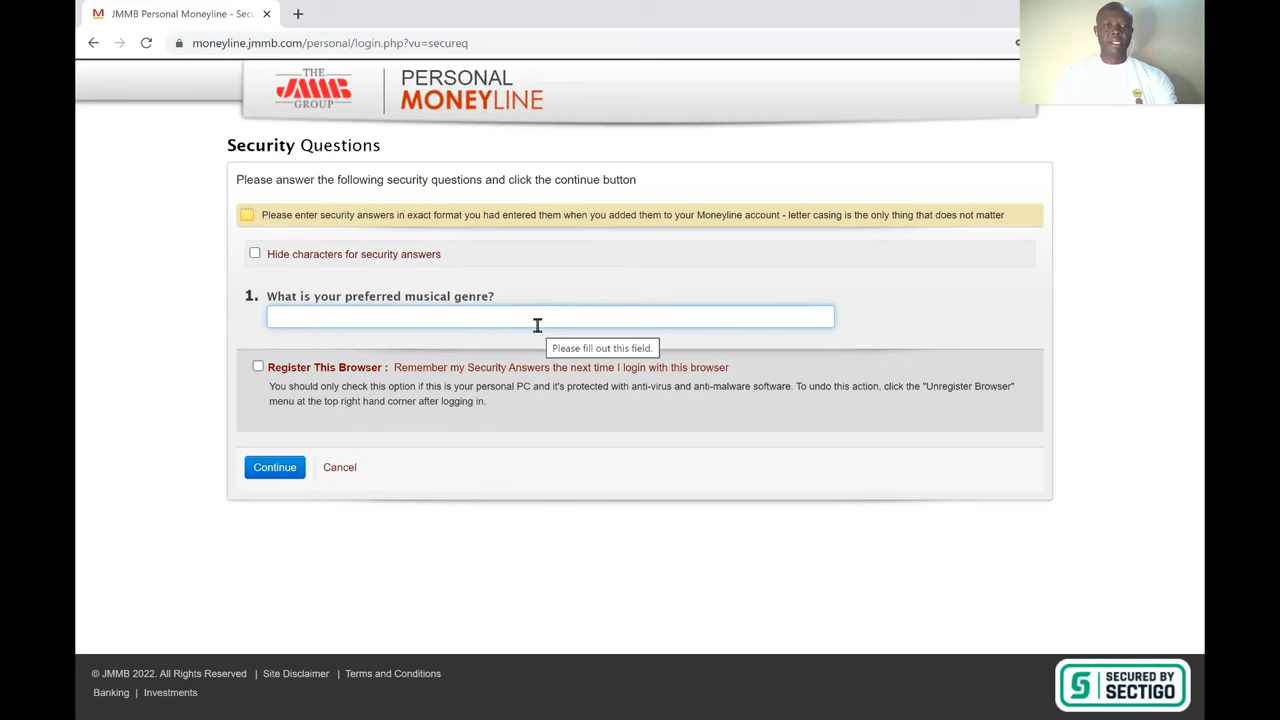 JMMB Personal Moneyline - Secu
moneyline.jmmb.com/personal/login.php?vu=secureq
THE
JMMB
GROUP
PERSONAL
MONEYLINE
Security Questions
Please answer the following security questions and click the continue button
Please enter security answers in exact format you had entered them when you added them to your Moneyline account - letter casing is the only thing that does not matter
Hide characters for security answers
1. What is your preferred musical genre?
Please fill out this field.
Register This Browser : Remember my Security Answers the next time I login with this browser
You should only check this option if this is your personal PC and it's protected with anti-virus and anti-malware software. To undo this action, click the "Unregister Browser"
menu at the top right hand corner after logging in.
Continue | Cancel
© JMMB 2022. All Rights Reserved | Site Disclaimer | Terms and Conditions
Banking | Investments
S SECURED BY
SECTIGO